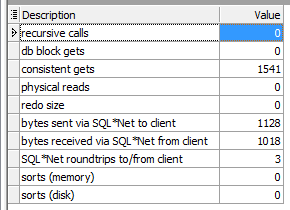 Description Value
recursive calls 0
db block gets 0
consistent gets 1541
physical reads 0
redo size 0
bytes sent via SQL*Net to client 1128
bytes received via SQL*Net from client 1018
SQL*Net roundtrips to/from client 3
sorts (memory) 0
sorts (disk) 0